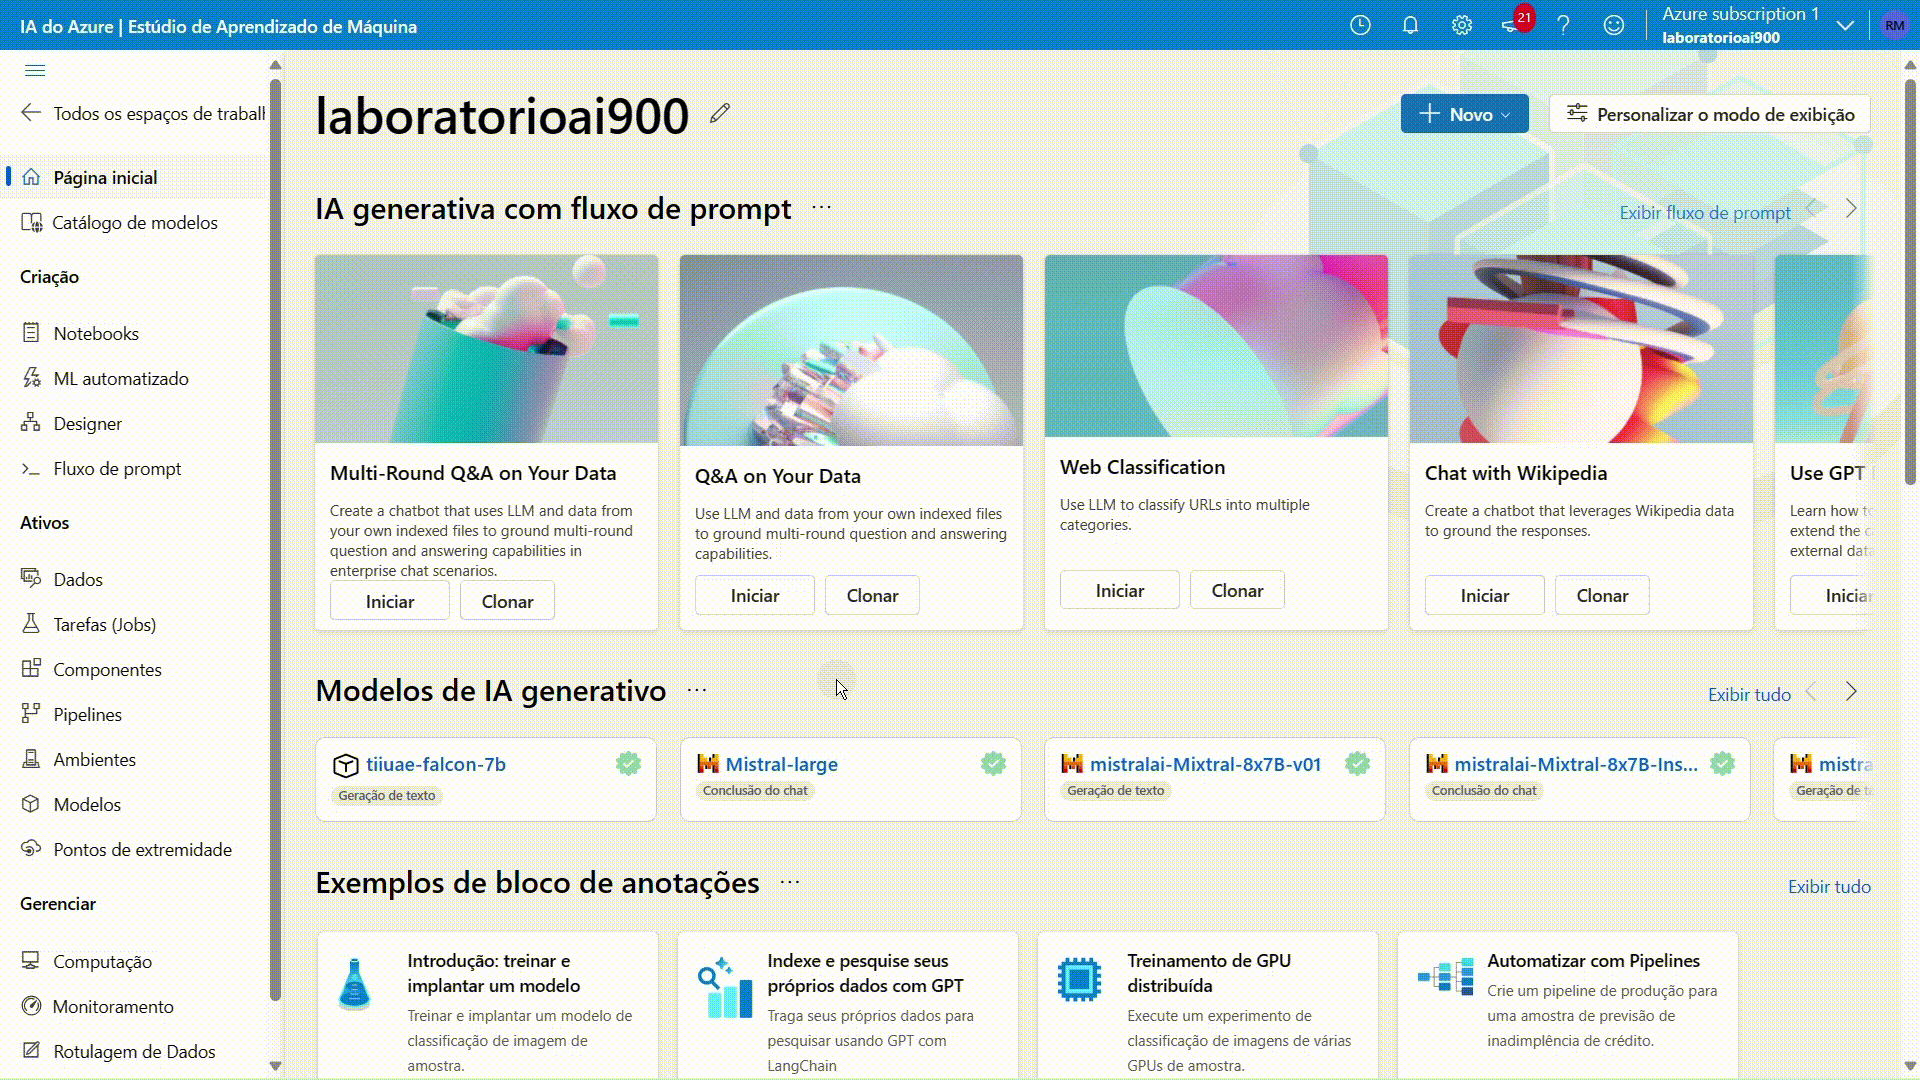 IA do Azure | Estúdio de Aprendizado de Máquina
21
Azure subscription 1
laboratorioai900
RM
Todos os espaços de
Página inicial
Catálogo de modelos
Criação
Notebooks
ML automatizado
Designer
Fluxo de prompt
Ativos
Dados
Tarefas (Jobs)
Componentes
Pipelines
Ambientes
Modelos
Pontos de extremidade
Gerenciar
Computação
Monitoramento
Rotulagem de Dados
laboratorioai900
Novo
Personalizar o modo de exibição
IA generativa com fluxo de prompt ...
Exibir fluxo de prompt
Multi-Round Q&A on Your Data
Create a chatbot that uses LLM and data from
your own indexed files to ground multi-round
question and answering capabilities in
enterprise chat scenarios.
Iniciar
Clonar
Q&A on Your Data
Use LLM and data from your own indexed files
to ground multi-round question and answering
capabilities.
Iniciar
Clonar
Web Classification
Use LLM to classify URLs into multiple
categories.
Iniciar
Clonar
Chat with Wikipedia
Create a chatbot that leverages Wikipedia data
to ground the responses.
Iniciar
Clonar
Use GPT
Learn how
extend the
external
Modelos de IA generativo ...
Exibir tudo
tiiuae-falcon-7b
Geração de texto
Mistral-large
Conclusão do chat
mistralai-Mixtral-8x7B-v01
Geração de texto
mistralai-Mixtral-8x7B-Ins...
Conclusão do chat
Geração de
Exemplos de bloco de anotações ...
Exibir tudo
Introdução: treinar e
implantar um modelo
Treinar e implantar um modelo de
classificação de imagem de
amostra.
Indexe e pesquise seus
próprios dados com GPT
Traga seus próprios dados para
pesquisar usando GPT com
LangChain
Treinamento de GPU
distribuída
Execute um experimento de
classificação de imagens de várias
GPUs de amostra.
Automatizar com Pipelines
Crie um pipeline de produção para
uma amostra de previsão de
inadimplência de crédito.